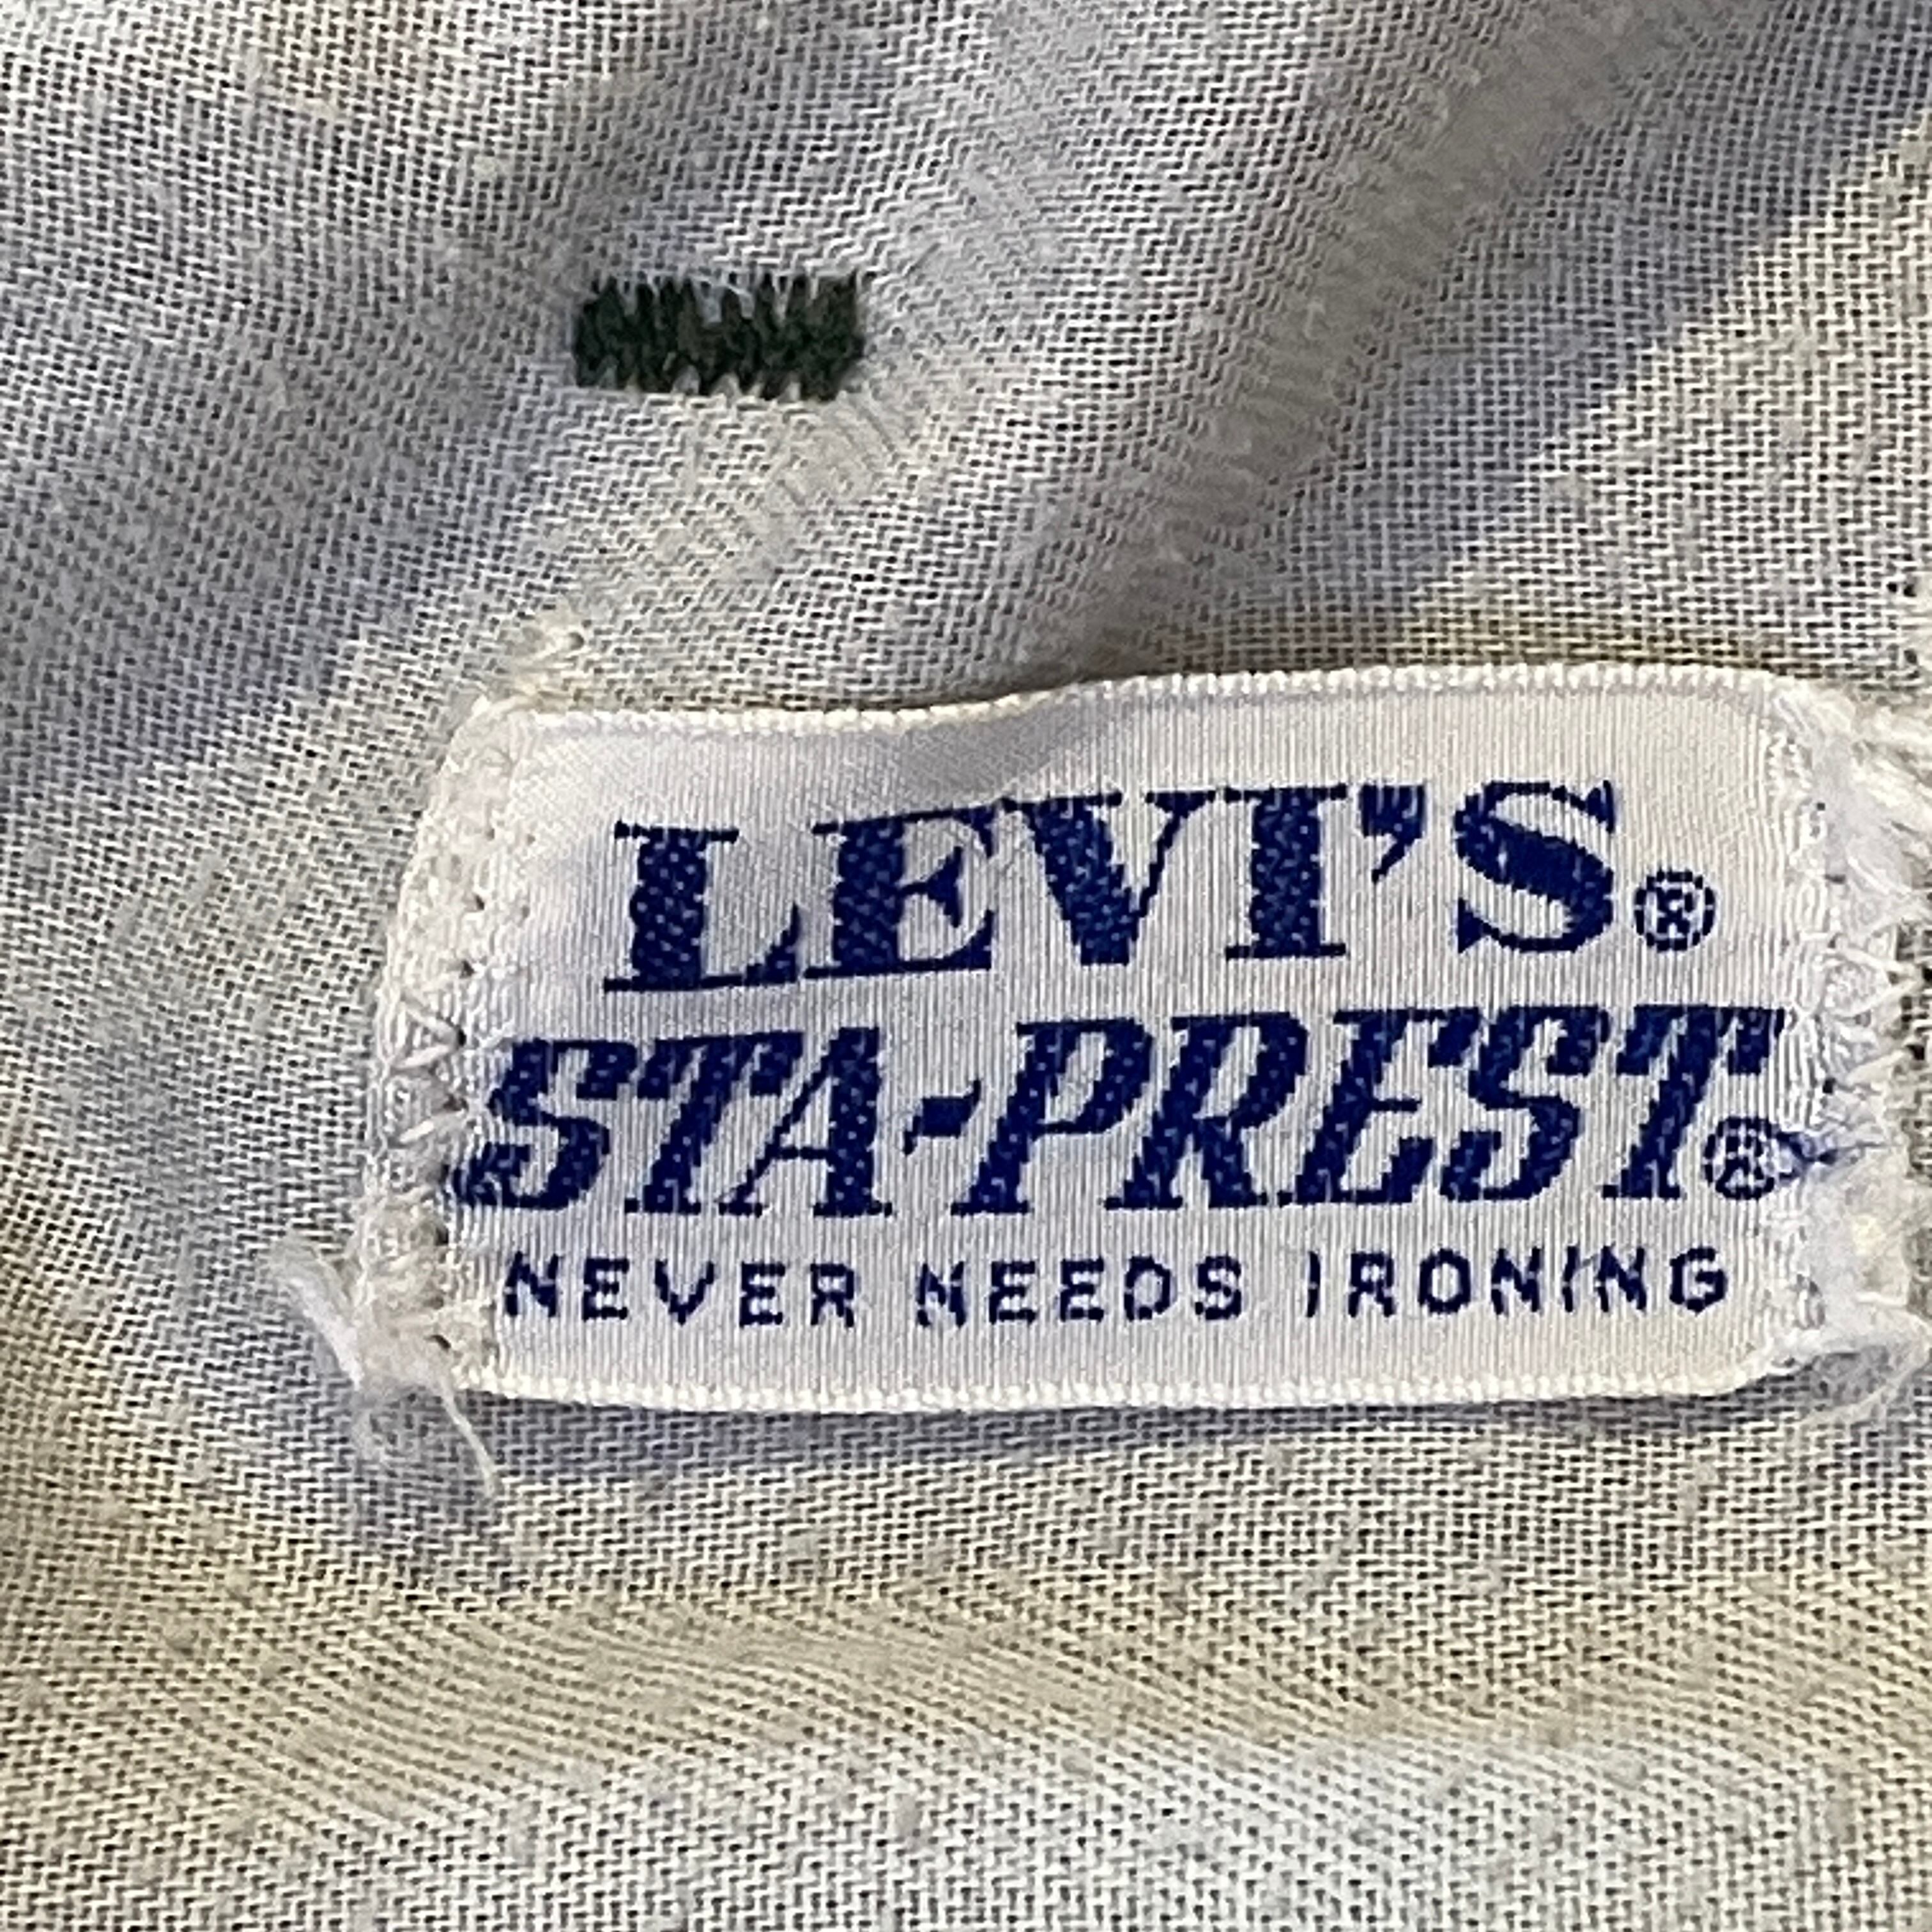 LEVI'S®
STA-PREST®
NEVER NEEDS IRONING